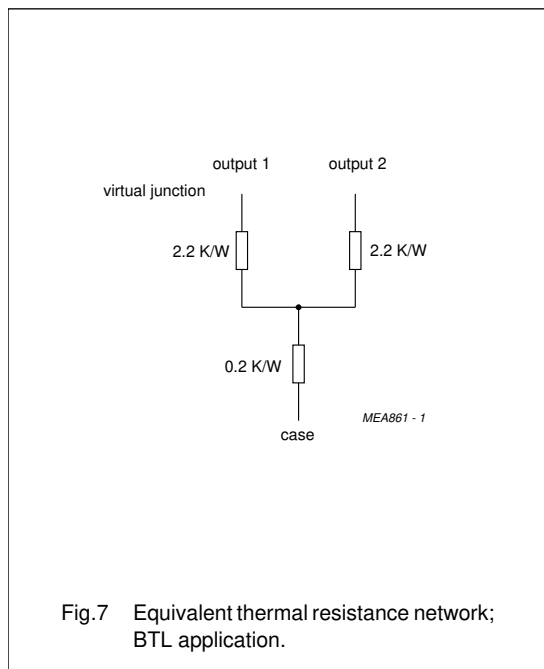 output 1 output 2
virtual junction
2.2 K/W 2.2 K/W
0.2 K/W
MEA861 - 1
case
Fig.7 Equivalent thermal resistance network;
BTL application.